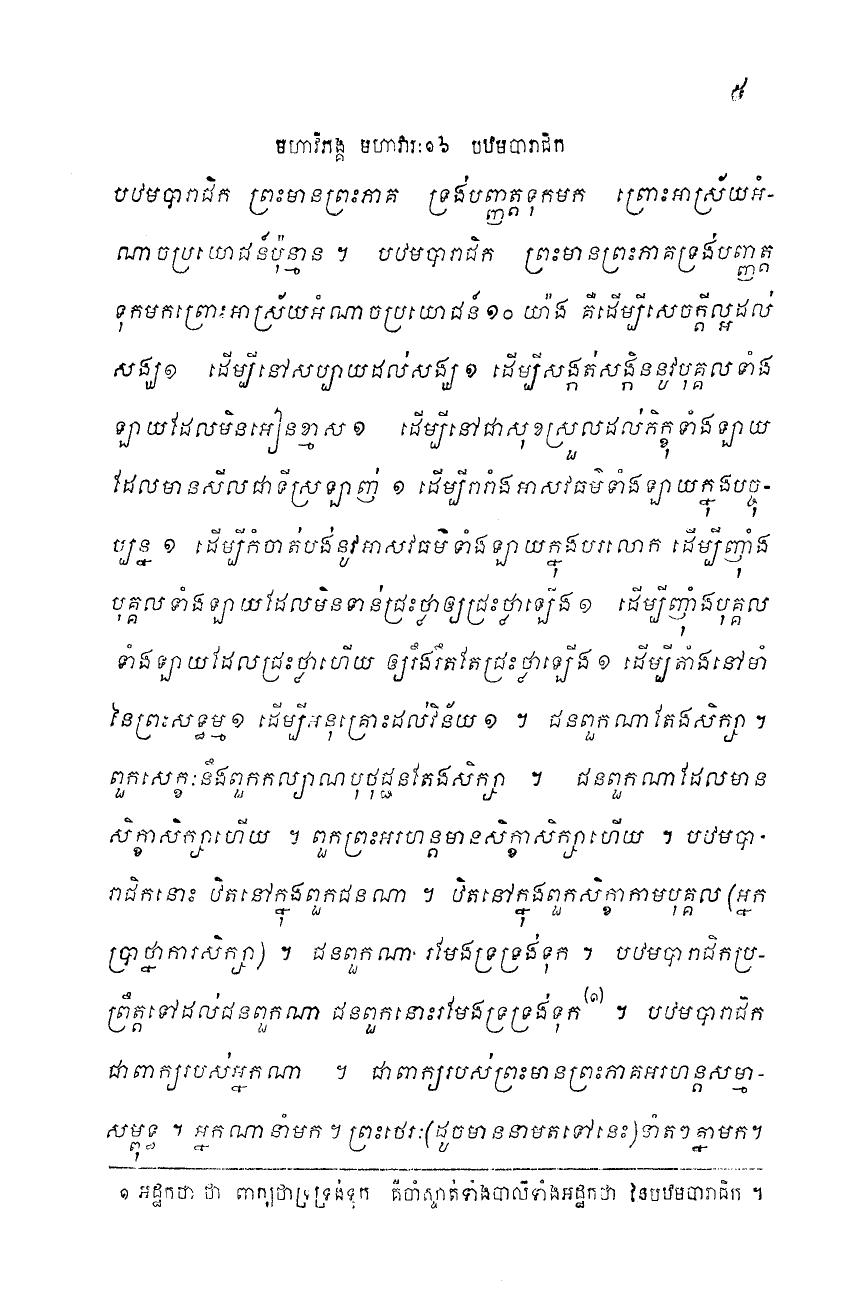 ៥
មហាវិភង្គ មហាវារៈ១៦ បឋមបារាជិក
បឋមបារាជិក ព្រះមានព្រះភាគ ទ្រង់បញ្ញត្តទុកមក ព្រោះអាស្រ័យអំ-
ណាចប្រយោជន៍ប៉ុន្មាន ។ បឋមបារាជិក ព្រះមានព្រះភាគទ្រង់បញ្ញត្ត
ទុកមកព្រោះអាស្រ័យអំណាចប្រយោជន៍ ១០ យ៉ាង គឺដើម្បីសេចក្តីល្អដល់
សង្ឃ ១ ដើម្បីនៅសប្បាយដល់សង្ឃ ១ ដើម្បីសង្កត់សង្កិននូវបុគ្គលទាំង
ឡាយដែលមិនអៀនខ្មាស ១ ដើម្បីនៅជាសុខស្រួលដល់ភិក្ខុទាំងឡាយ
ដែលមានសីលជាទីស្រឡាញ់ ១ ដើម្បីរារាំងអាសវធម៌ទាំងឡាយក្នុងបច្ចុ-
ប្បន្ន ១ ដើម្បីកំចាត់បង់នូវអាសវធម៌ទាំងឡាយក្នុងបរលោក ដើម្បីញ៉ាំង
បុគ្គលទាំងឡាយដែលមិនទាន់ជ្រះថ្លាឲ្យជ្រះថ្លាឡើង ១ ដើម្បីញ៉ាំងបុគ្គល
ទាំងឡាយដែលជ្រះថ្លាហើយ ឲ្យរឹងរឹតតែជ្រះថ្លាឡើង ១ ដើម្បីតាំងនៅមាំ
នៃព្រះសទ្ធម្ម ១ ដើម្បីអនុគ្រោះដល់វិន័យ ១ ។ ជនពួកណាតែងសិក្សា ។
ពួកសេក្ខៈនឹងពួកកល្យាណបុថុជ្ជនតែងសិក្សា ។ ជនពួកណាដែលមាន
សិក្ខាសិក្សាហើយ ។ ពួកព្រះអរហន្តមានសិក្ខាសិក្សាហើយ ។ បឋមបា-
រាជិកនោះ ឋិតនៅក្នុងពួកជនណា ។ ឋិតនៅក្នុងពួកសិក្ខាកាមបុគ្គល (អ្នក
ប្រាថ្នាការសិក្សា) ។ ជនពួកណា រមែងទ្រទ្រង់ទុក ។ បឋមបារាជិកប្រ-
ព្រឹត្តទៅដល់ជនពួកណា ជនពួកនោះរមែងទ្រទ្រង់ទុក (១) ។ បឋមបារាជិក
ជាពាក្យរបស់អ្នកណា ។ ជាពាក្យរបស់ព្រះមានព្រះភាគអរហន្តសម្មា-
សម្ពុទ្ធ ។ អ្នកណានាំមក ។ ព្រះថេរៈ (ដូចមាននាមតទៅនេះ) នាំតៗគ្នាមក ។
១ អដ្ឋកថា ថា ពាក្យថាទ្រទ្រង់ទុក គឺចាំស្ទាត់ទាំងបាលីទាំងអដ្ឋកថា នៃបឋមបារាជិក ។